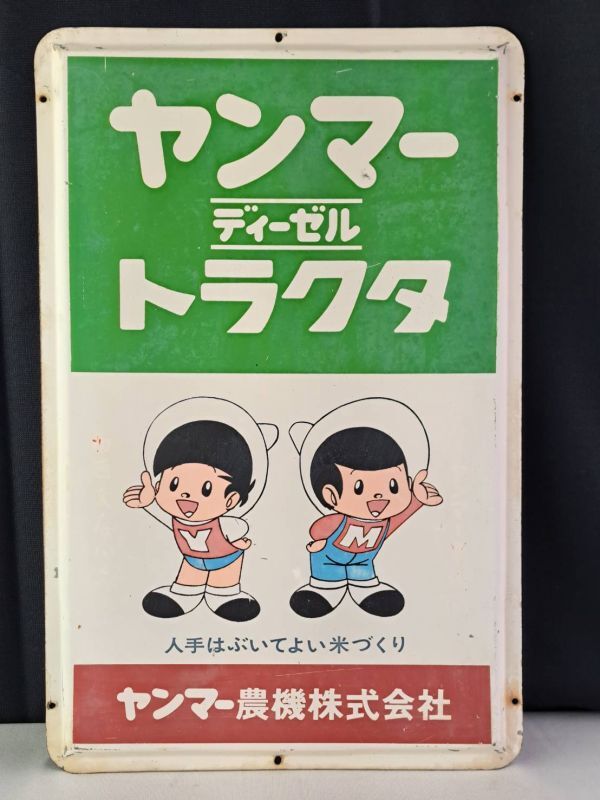 ヤンマー
ディーゼル
トラクタ
Y
M
人手はぶいてよい米づくり
ヤンマー農機株式会社